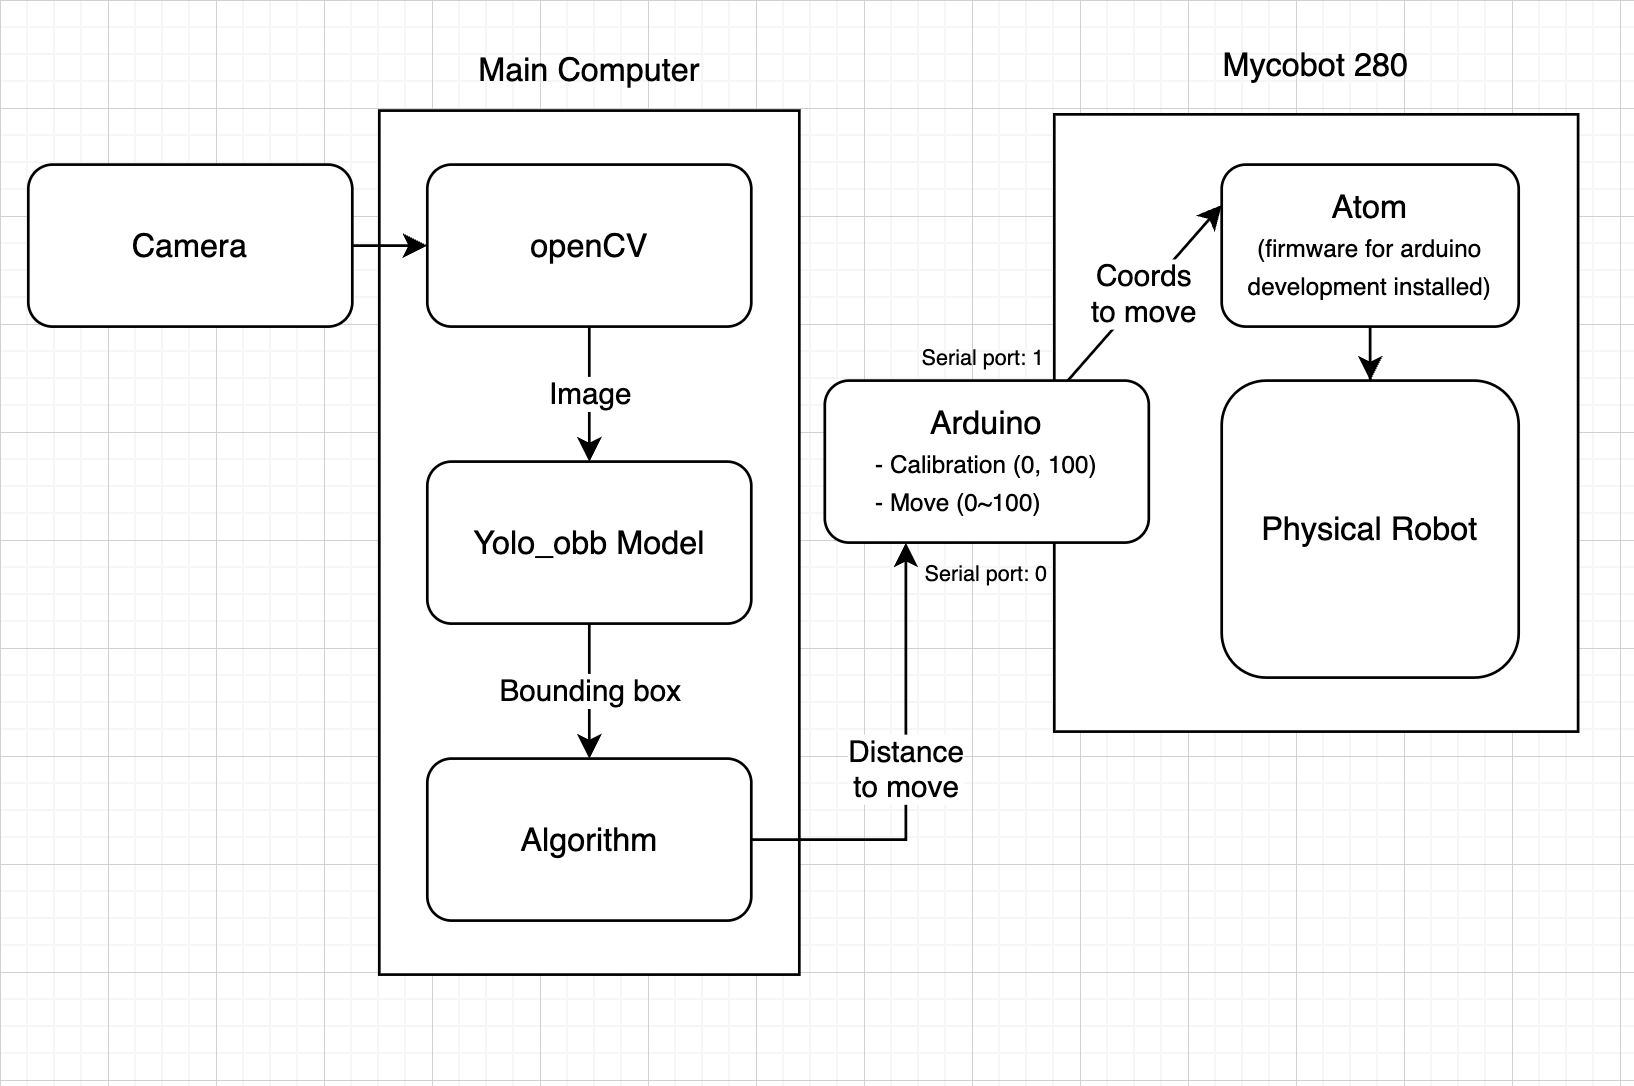 Main Computer
Mycobot 280
Camera
openCV
Image
Yolo_obb Model
Bounding box
Algorithm
Distance
to move
Serial port: 0
Arduino
- Calibration (0, 100)
- Move (0~100)
Serial port: 1
Coords
to move
Atom
(firmware for arduino
development installed)
Physical Robot